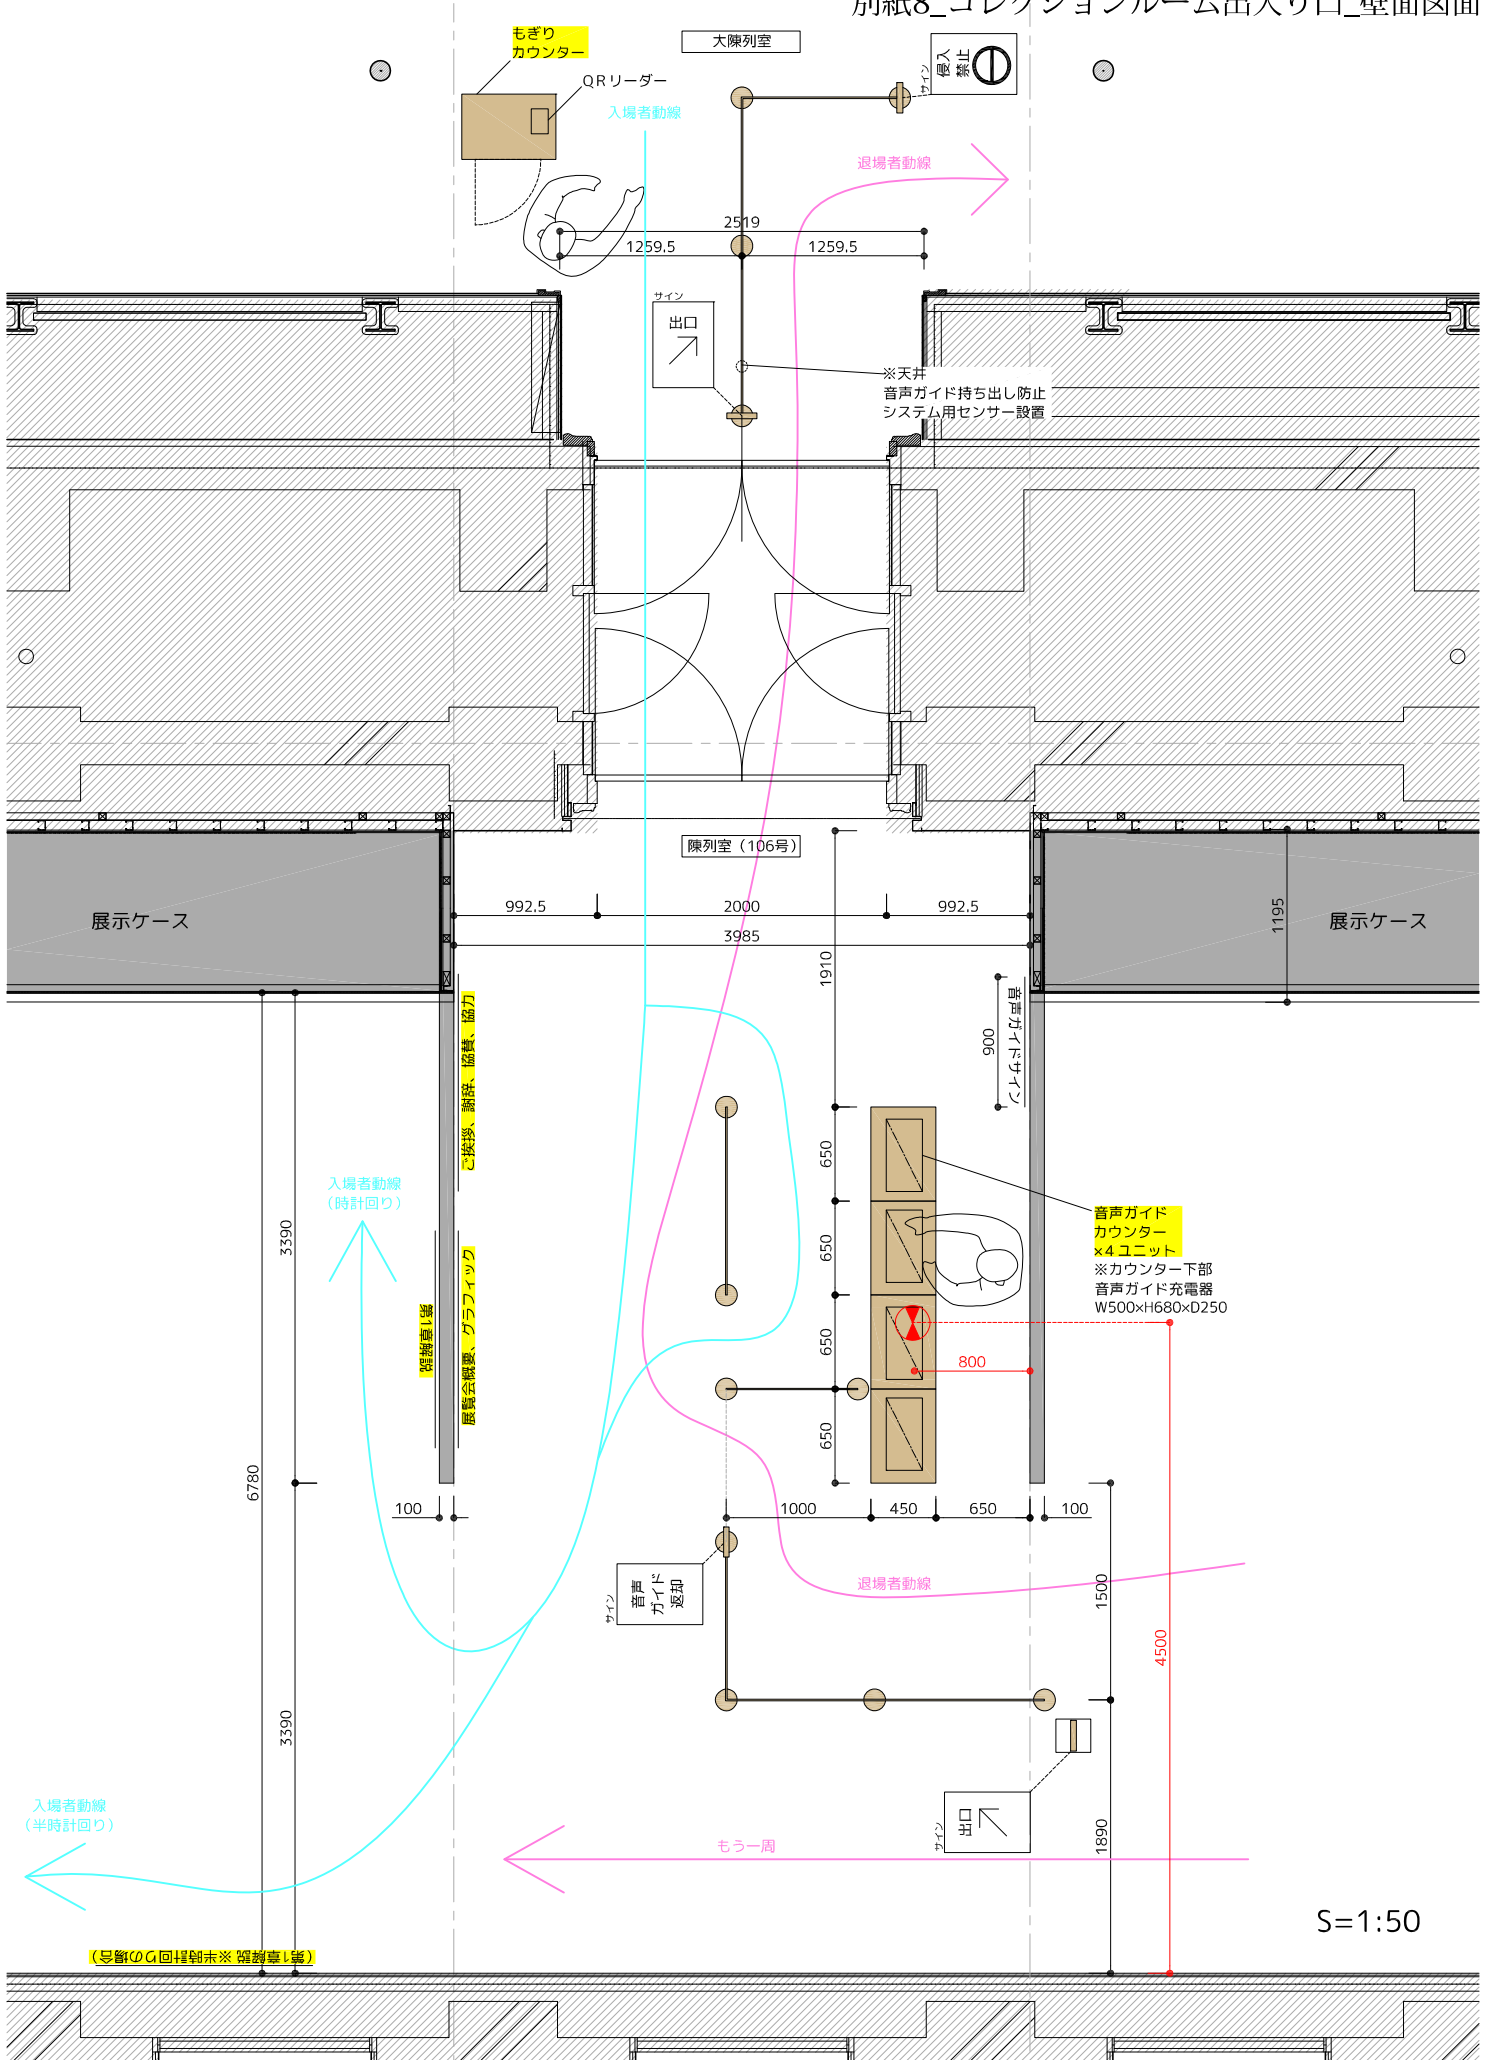 別紙8_コレクションルーム出入り口_壁面図面
もぎり
カウンター
QRリーダー
大陳列室
サイン
侵入
禁止
入場者動線
退場者動線
2519
1259.5
1259.5
サイン
出口
※天井
音声ガイド持ち出し防止
システム用センサー設置
陳列室（106号）
992.5
2000
992.5
3985
展示ケース
展示ケース
1195
1910
900
音声ガイドサイン
ご挨拶、謝辞、協賛、協力
650
650
650
650
入場者動線
（時計回り）
3390
音声ガイド
カウンター
×4 ユニット
※カウンター下部
音声ガイド充電器
W500×H680×D250
第1章解説
展覧会概要、グラフィック
800
6780
100
1000
450
650
100
サイン
音声
ガイド
返却
退場者動線
1500
4500
3390
入場者動線
（半時計回り）
もう一周
サイン
出口
1890
S=1:50
（第1章解説 ※半時計回りの場合）